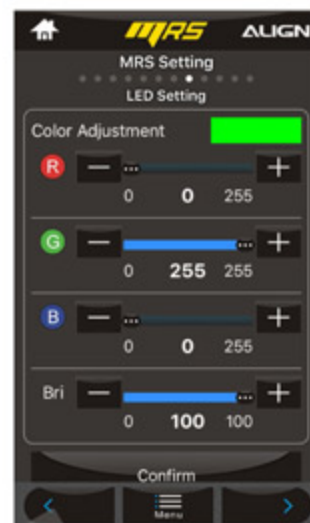 MRS ALIGN
MRS Setting
LED Setting
Color Adjustment
R − +
0 0 255
G − +
0 255 255
B − +
0 0 255
Bri − +
0 100 100
Confirm
< Menu >